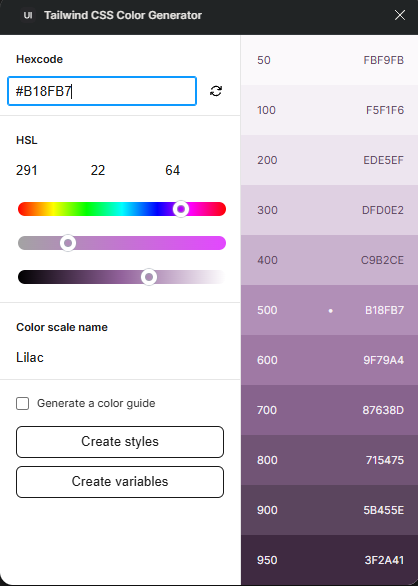 UI Tailwind CSS Color Generator
Hexcode
#B18FB7
HSL
291 22 64
Color scale name
Lilac
Generate a color guide
Create styles
Create variables
50 FBF9FB
100 F5F1F6
200 EDE5EF
300 DFD0E2
400 C9B2CE
500 B18FB7
600 9F79A4
700 87638D
800 715475
900 5B455E
950 3F2A41